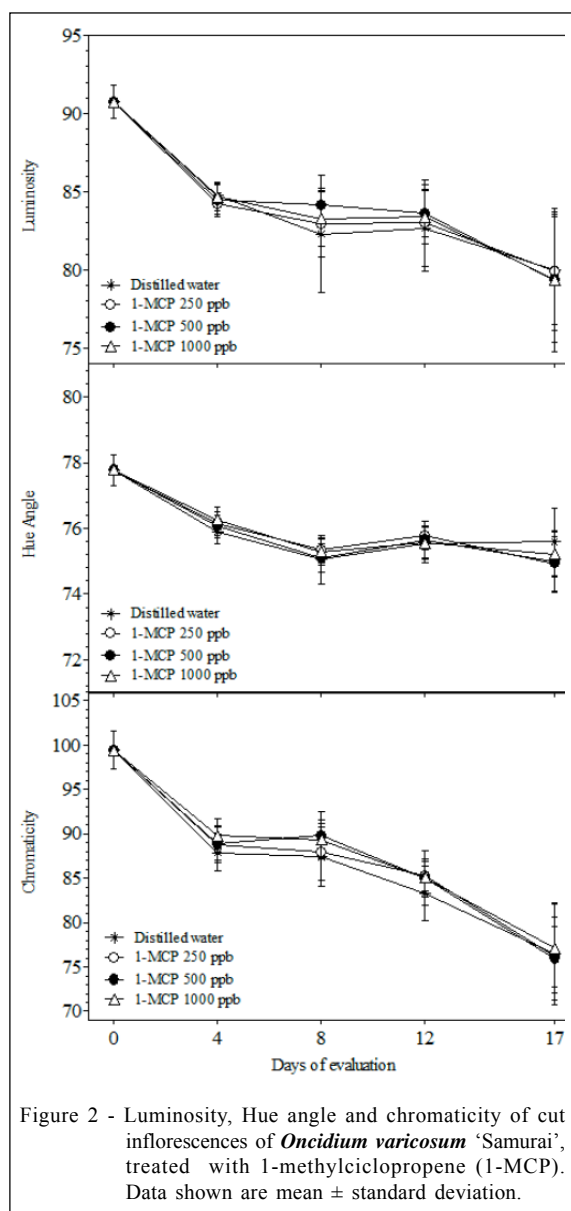 95
90
85
80
75
Luminosity
Distilled water
1-MCP 250 ppb
1-MCP 500 ppb
1-MCP 1000 ppb
80
78
76
74
72
Hue Angle
Distilled water
1-MCP 250 ppb
1-MCP 500 ppb
1-MCP 1000 ppb
105
100
95
90
85
80
75
70
Chromaticity
Distilled water
1-MCP 250 ppb
1-MCP 500 ppb
1-MCP 1000 ppb
0 4 8 12 17
Days of evaluation
Figure 2 - Luminosity, Hue angle and chromaticity of cut
inflorescences of Oncidium varicosum ‘Samurai’,
treated with 1-methylciclopropene (1-MCP).
Data shown are mean ± standard deviation.